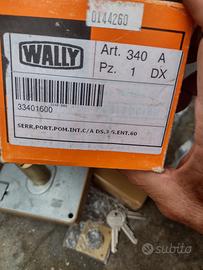 0144260
WALLY
Art. 340 A
Pz. 1 DX
33401600
SERR.PORT.POM.INT.C/A DS.3 G.ENT.60
subito